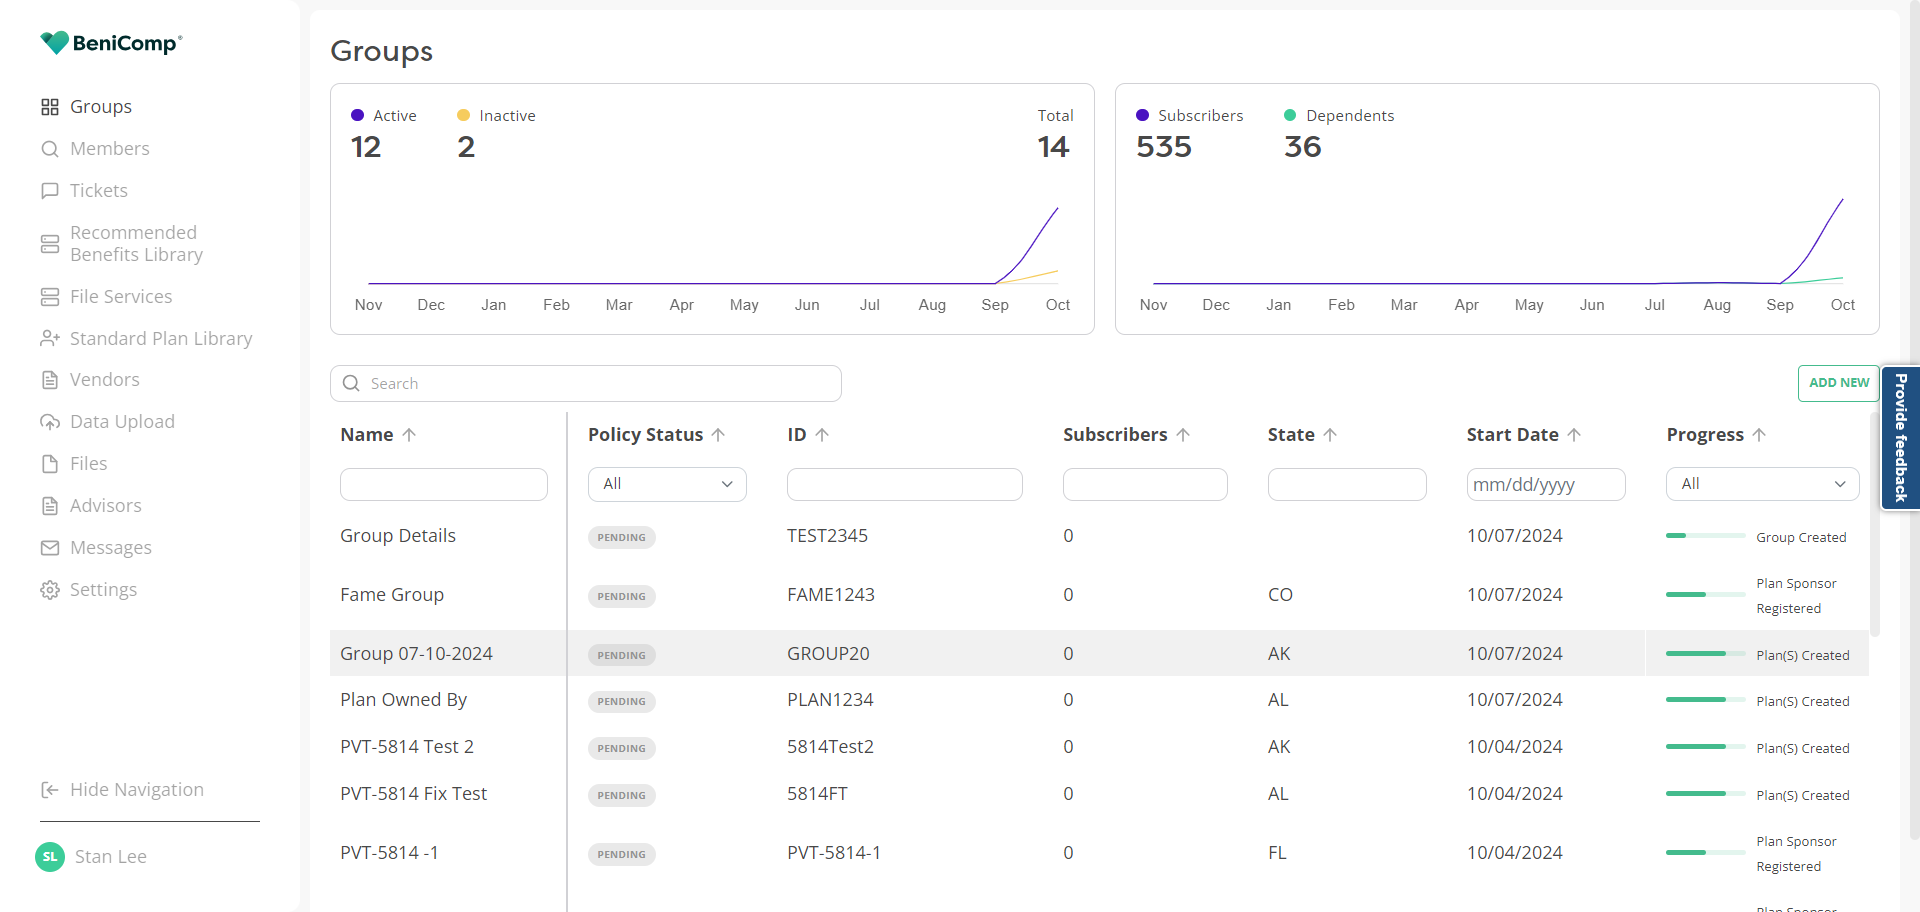 BeniComp®
Groups
Members
Tickets
Recommended
Benefits Library
File Services
Standard Plan Library
Vendors
Data Upload
Files
Advisors
Messages
Settings
Hide Navigation
SL Stan Lee
Groups
Active Inactive Total
12 2 14
Nov Dec Jan Feb Mar Apr May Jun Jul Aug Sep Oct
Subscribers Dependents
535 36
Nov Dec Jan Feb Mar Apr May Jun Jul Aug Sep Oct
Search
ADD NEW
Provide feedback
Name Policy Status ID Subscribers State Start Date Progress
All mm/dd/yyyy All
Group Details PENDING TEST2345 0 10/07/2024 Group Created
Fame Group PENDING FAME1243 0 CO 10/07/2024 Plan Sponsor
Registered
Group 07-10-2024 PENDING GROUP20 0 AK 10/07/2024 Plan(S) Created
Plan Owned By PENDING PLAN1234 0 AL 10/07/2024 Plan(S) Created
PVT-5814 Test 2 PENDING 5814Test2 0 AK 10/04/2024 Plan(S) Created
PVT-5814 Fix Test PENDING 5814FT 0 AL 10/04/2024 Plan(S) Created
PVT-5814 -1 PENDING PVT-5814-1 0 FL 10/04/2024 Plan Sponsor
Registered
Plan Sponsor